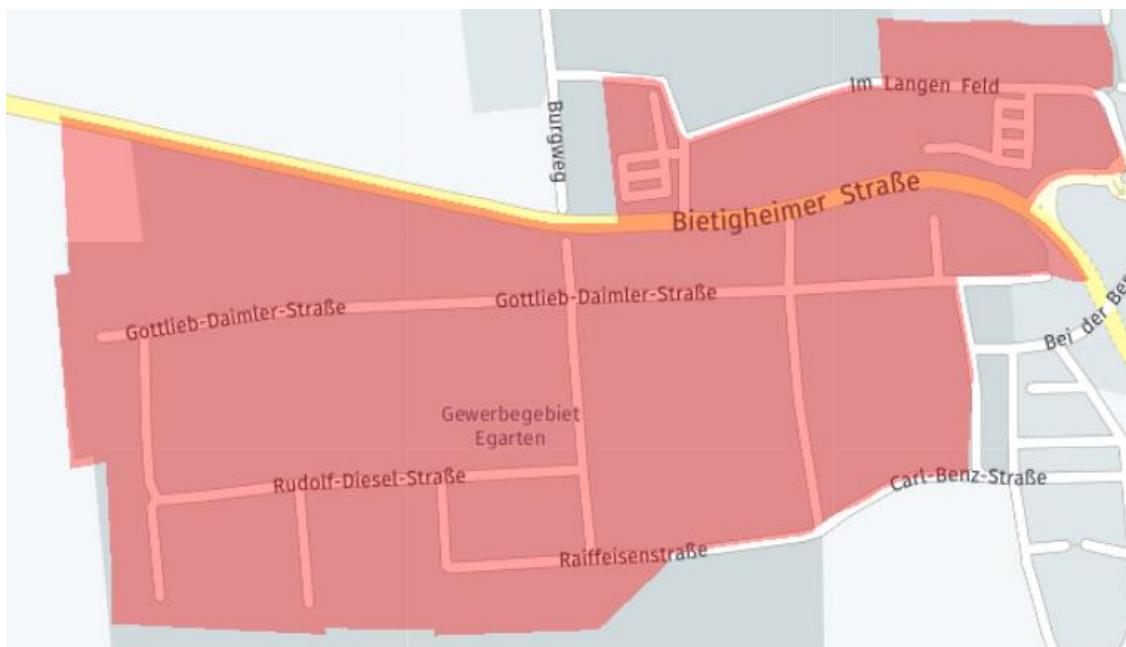 Im Langen Feld
Burgweg
Bietigheimer Straße
Gottlieb-Daimler-Straße
Gottlieb-Daimler-Straße
Bei der
Gewerbegebiet
Egarten
Rudolf-Diesel-Straße
Carl-Benz-Straße
Raiffeisenstraße